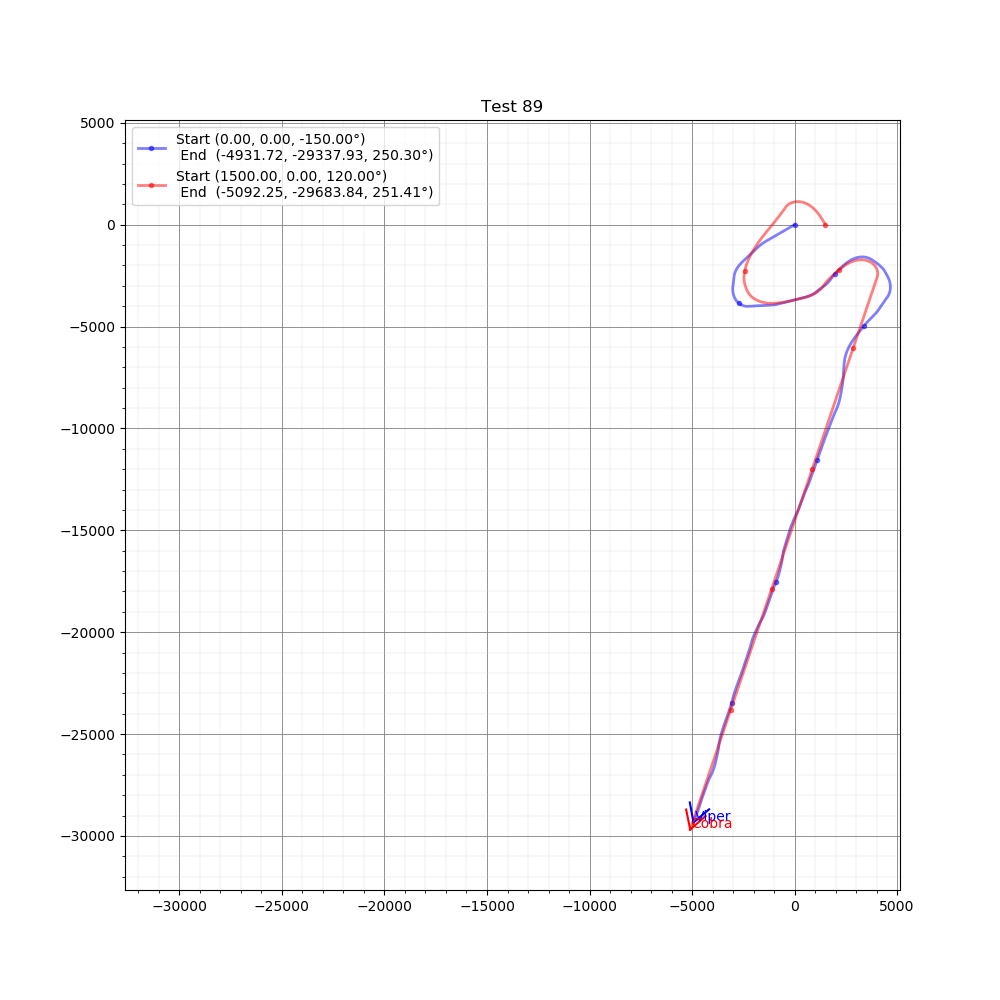 Test 89
Start (0.00, 0.00, -150.00°)
End (-4931.72, -29337.93, 250.30°)
Start (1500.00, 0.00, 120.00°)
End (-5092.25, -29683.84, 251.41°)
5000
0
−5000
−10000
−15000
−20000
−25000
−30000
Viper
Cobra
−30000 −25000 −20000 −15000 −10000 −5000 0 5000